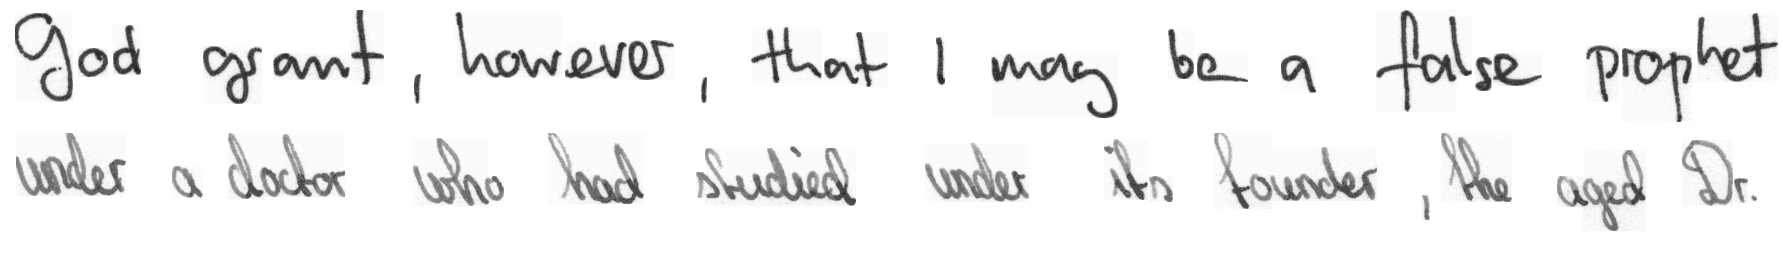 God grant, however, that I may be a false prophet
under a doctor who had studied under its founder, the aged Dr.